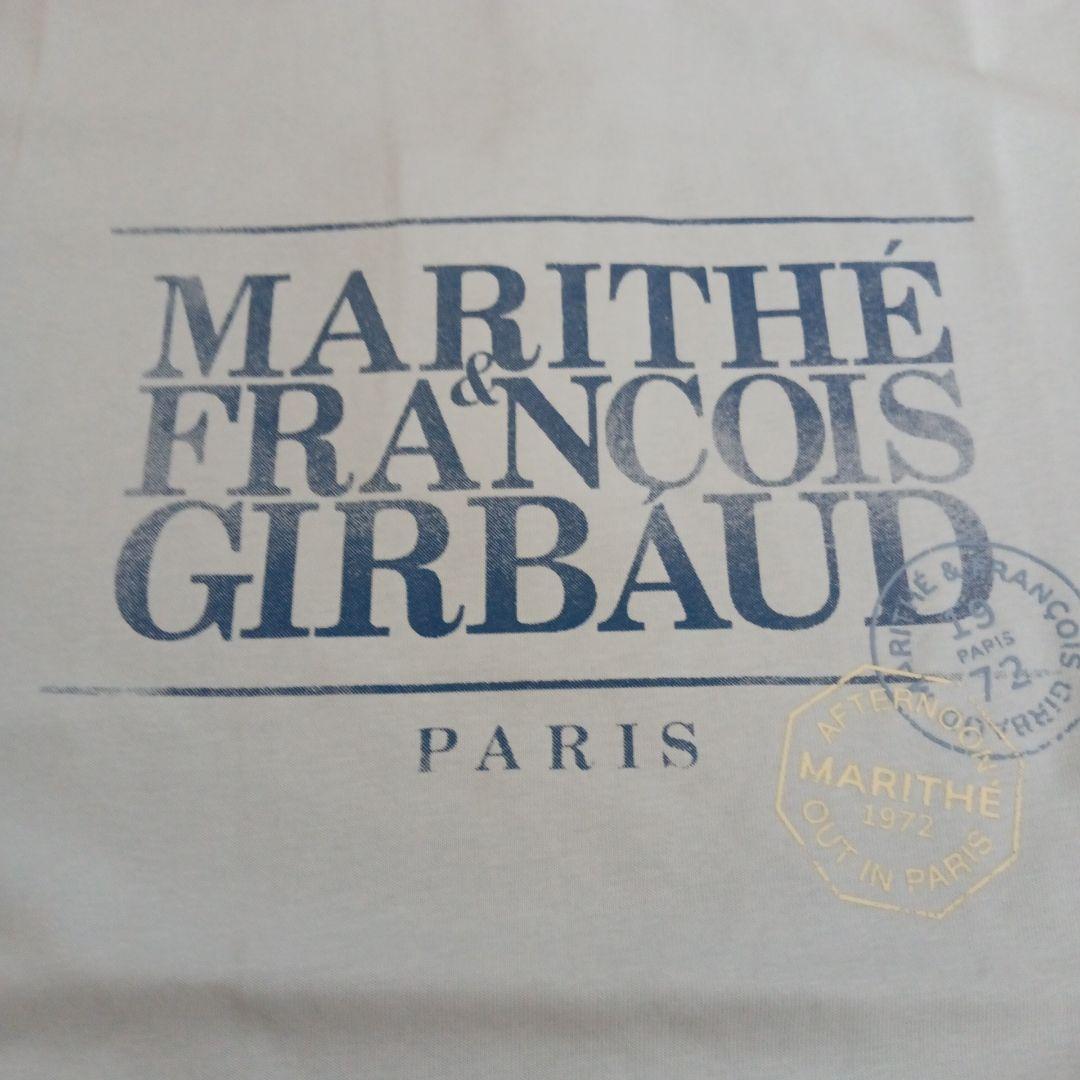 MARITHÉ
&
FRANÇOIS
GIRBAUD
PARIS
MARITHÉ & FRANÇOIS GIRBAUD
19
PARIS
72
AFTERNOON
MARITHÉ
1972
OUT IN PARIS